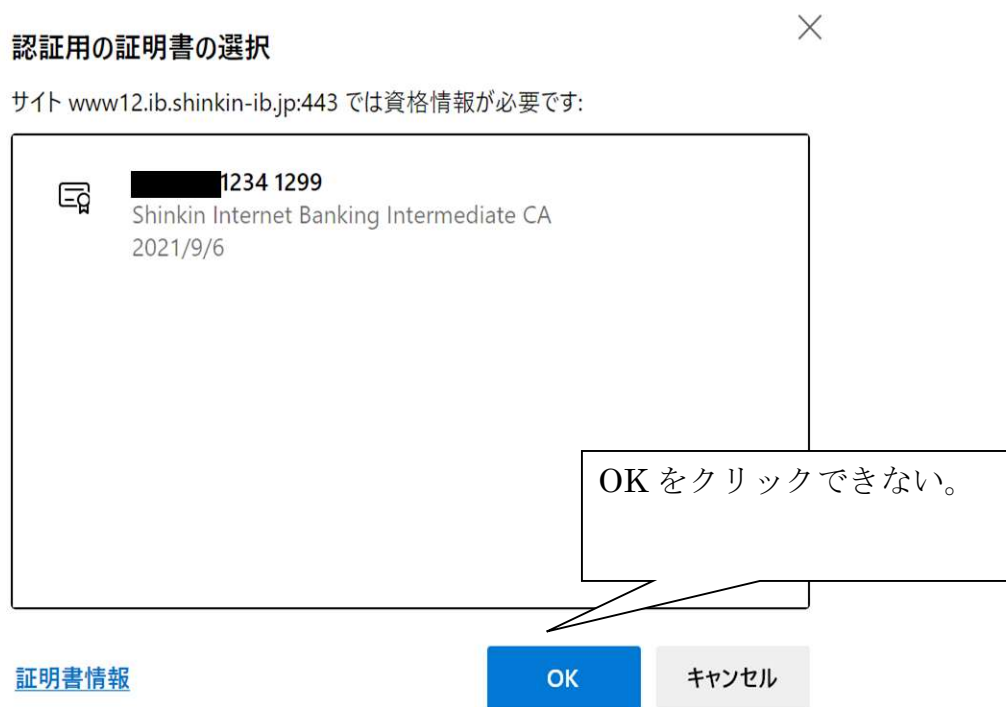 認証用の証明書の選択
サイト www12.ib.shinkin-ib.jp:443 では資格情報が必要です:
1234 1299
Shinkin Internet Banking Intermediate CA
2021/9/6
OK をクリックできない。
証明書情報
OK
キャンセル